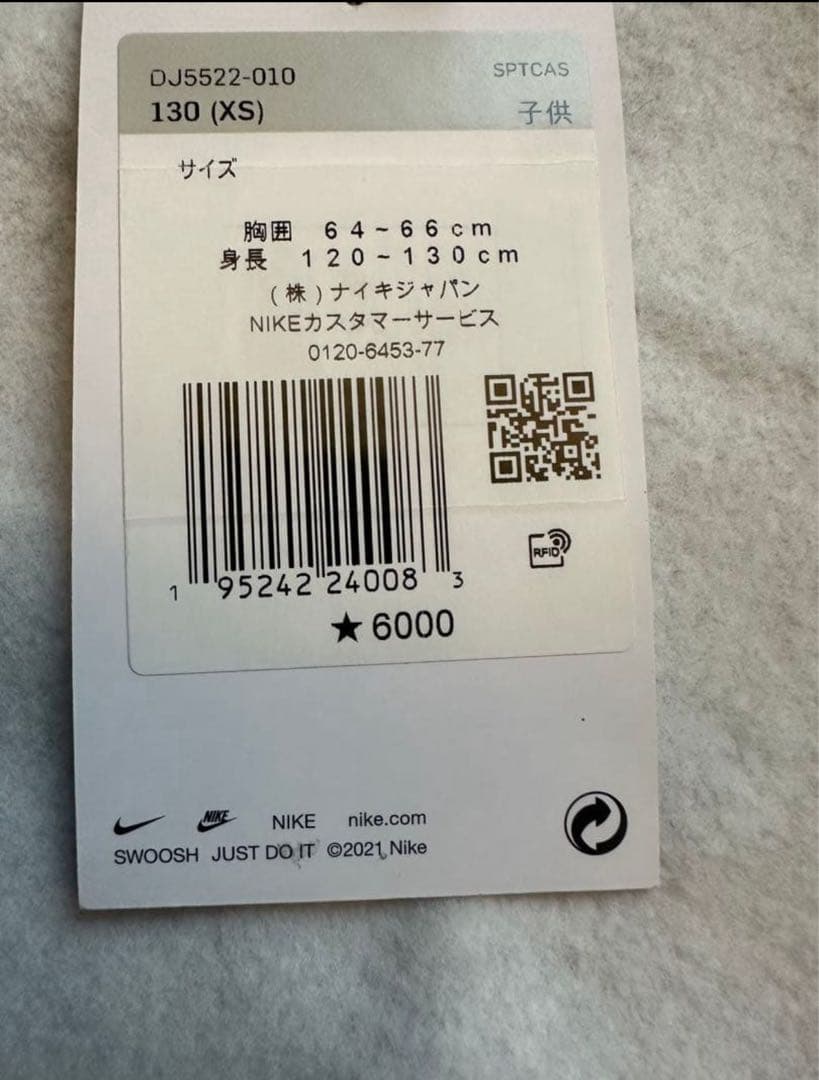 DJ5522-010 SPTCAS
130 (XS) 子供
サイズ
胸囲 64~66cm
身長 120~130cm
(株)ナイキジャパン
NIKEカスタマーサービス
0120-6453-77
RFID
1 95242 24008 3
★6000
NIKE NIKE nike.com
SWOOSH JUST DO IT ©2021 Nike